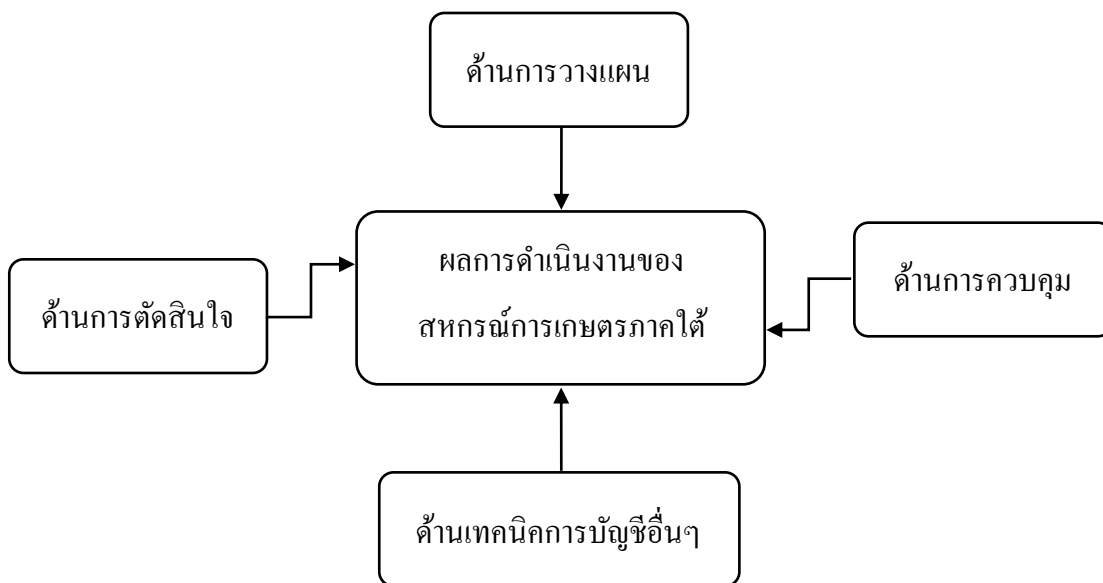 ด้านการวางแผน
ผลการดำเนินงานของ
สหกรณ์การเกษตรภาคใต้
ด้านการควบคุม
ด้านการตัดสินใจ
ด้านเทคนิคการบัญชีอื่นๆ